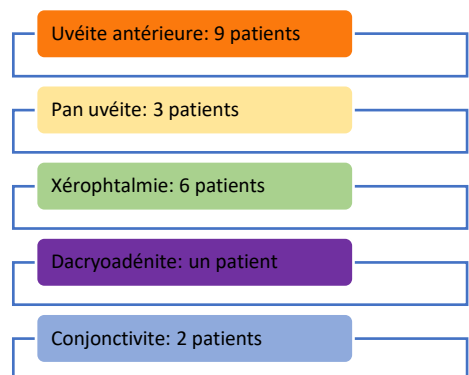 Uvéite antérieure: 9 patients
Pan uvéite: 3 patients
Xérophtalmie: 6 patients
Dacryoadénite: un patient
Conjonctivite: 2 patients